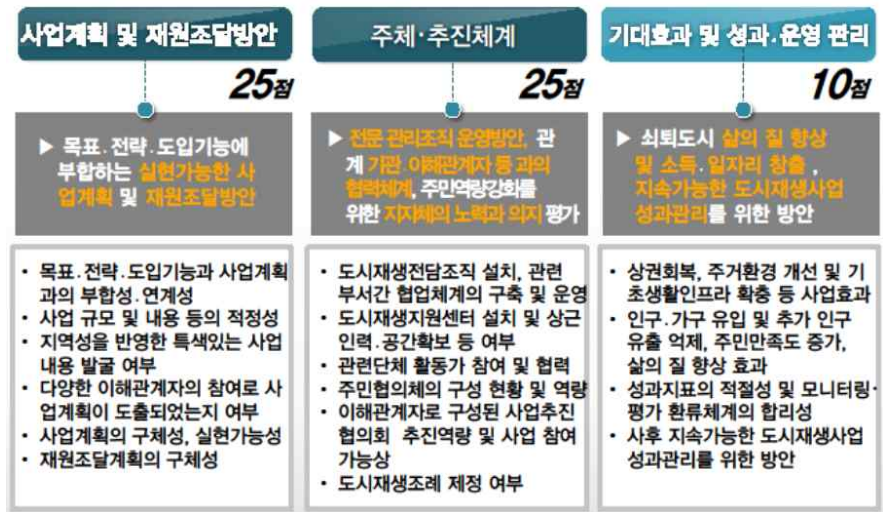 사업계획 및 재원조달방안
25점
▶ 목표.전략.도입기능에
부합하는 실현가능한 사
업계획 및 재원조달방안
• 목표.전략.도입기능과 사업계획
과의 부합성.연계성
• 사업 규모 및 내용 등의 적정성
• 지역성을 반영한 특색있는 사업
내용 발굴 여부
• 다양한 이해관계자의 참여로 사
업계획이 도출되었는지 여부
• 사업계획의 구체성, 실현가능성
• 재원조달계획의 구체성
주체·추진체계
25점
▶ 전문 관리조직 운영방안, 관
계 기관.이해관계자 등 과의
협력체계, 주민역량강화를
위한 지자체의 노력과 의지 평가
• 도시재생전담조직 설치, 관련
부서간 협업체계의 구축 및 운영
• 도시재생지원센터 설치 및 상근
인력.공간확보 등 여부
• 관련단체 활동가 참여 및 협력
• 주민협의체의 구성 현황 및 역량
• 이해관계자로 구성된 사업추진
협의회 추진역량 및 사업 참여
가능상
• 도시재생조례 제정 여부
기대효과 및 성과.운영 관리
10점
▶ 쇠퇴도시 삶의 질 향상
및 소득.일자리 창출 ,
지속가능한 도시재생사업
성과관리를 위한 방안
• 상권회복, 주거환경 개선 및 기
초생활인프라 확충 등 사업효과
• 인구.가구 유입 및 추가 인구
유출 억제, 주민만족도 증가,
삶의 질 향상 효과
• 성과지표의 적절성 및 모니터링·
평가 환류체계의 합리성
• 사후 지속가능한 도시재생사업
성과관리를 위한 방안